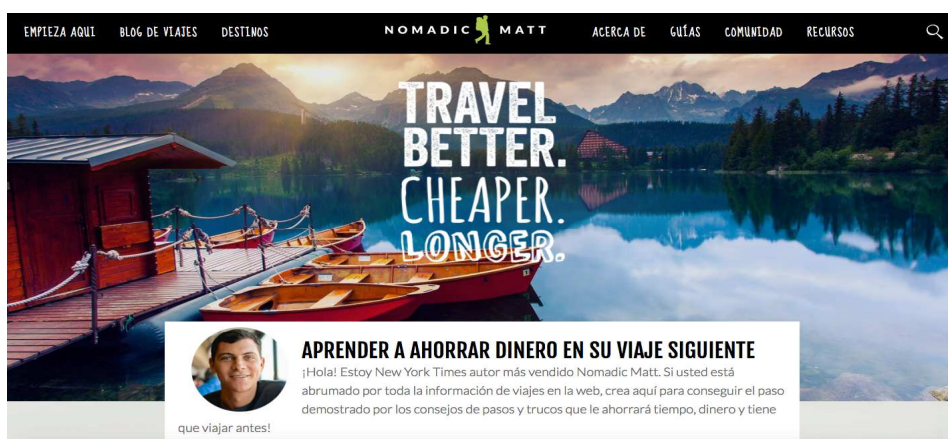 EMPIEZA AQUI BLOG DE VIAJES DESTINOS NOMADIC MATT ACERCA DE GUÍAS COMUNIDAD RECURSOS
TRAVEL
BETTER.
CHEAPER.
LONGER.
APRENDER A AHORRAR DINERO EN SU VIAJE SIGUIENTE
¡Hola! Estoy New York Times autor más vendido Nomadic Matt. Si usted está
abrumado por toda la información de viajes en la web, crea aquí para conseguir el paso
demostrado por los consejos de pasos y trucos que le ahorrará tiempo, dinero y tiene
que viajar antes!